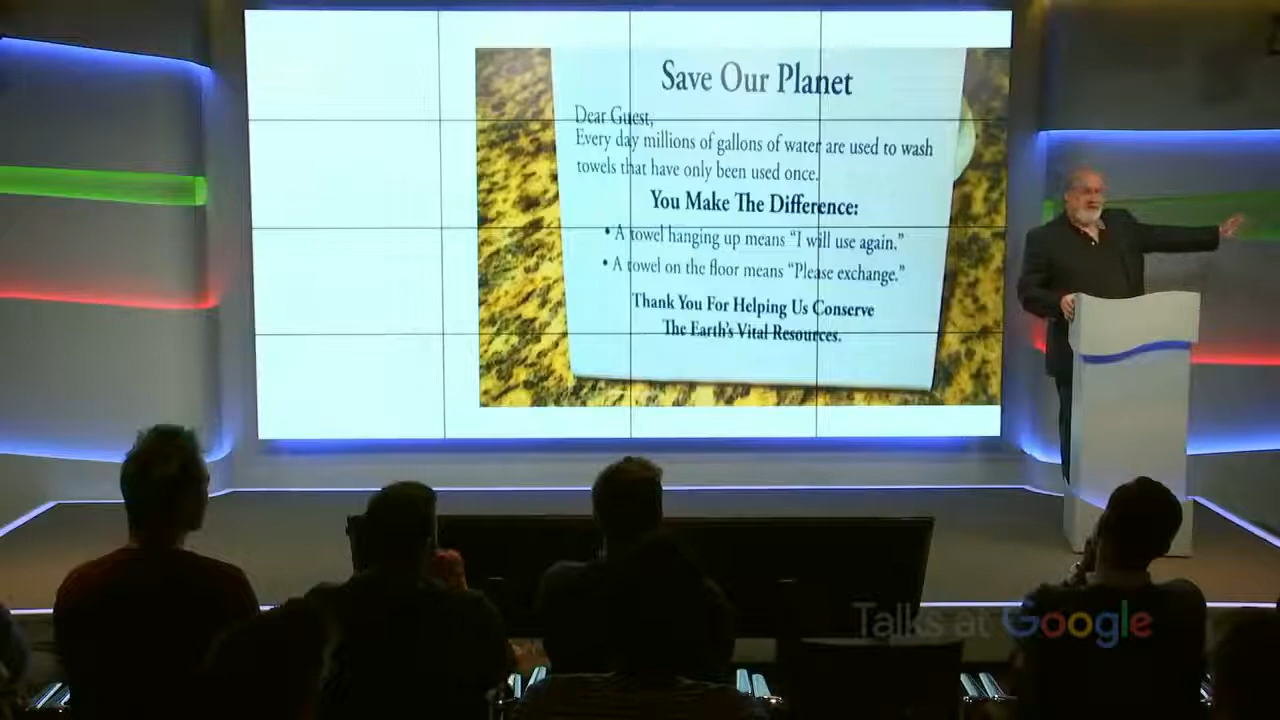 Save Our Planet
Dear Guest,
Every day millions of gallons of water are used to wash
towels that have only been used once.
You Make The Difference:
• A towel hanging up means “I will use again.”
• A towel on the floor means “Please exchange.”
Thank You For Helping Us Conserve
The Earth’s Vital Resources.
Talks at Google